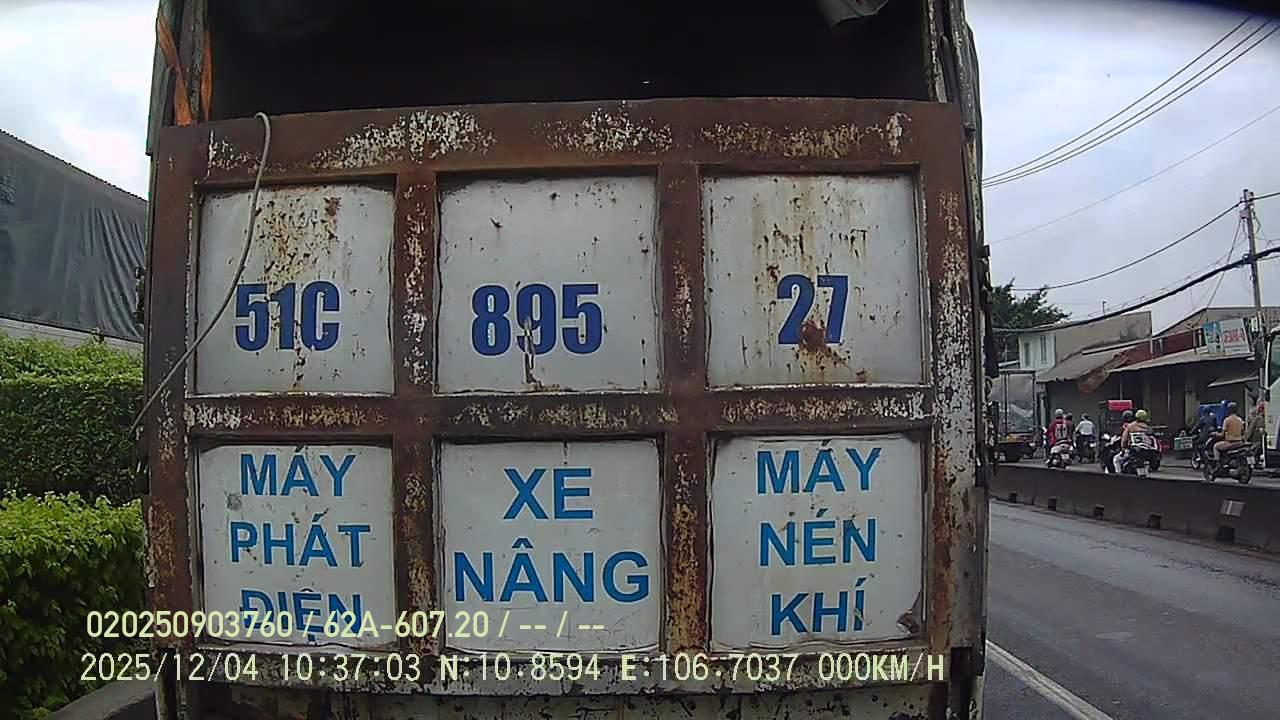 51C 895 27
MÁY PHÁT ĐIỆN
XE NÂNG
MÁY NÉN KHÍ
020250903760 / 62A-607.20 / -- / --
2025/12/04 10:37:03 N:10.8594 E:106.7037 000KM/H